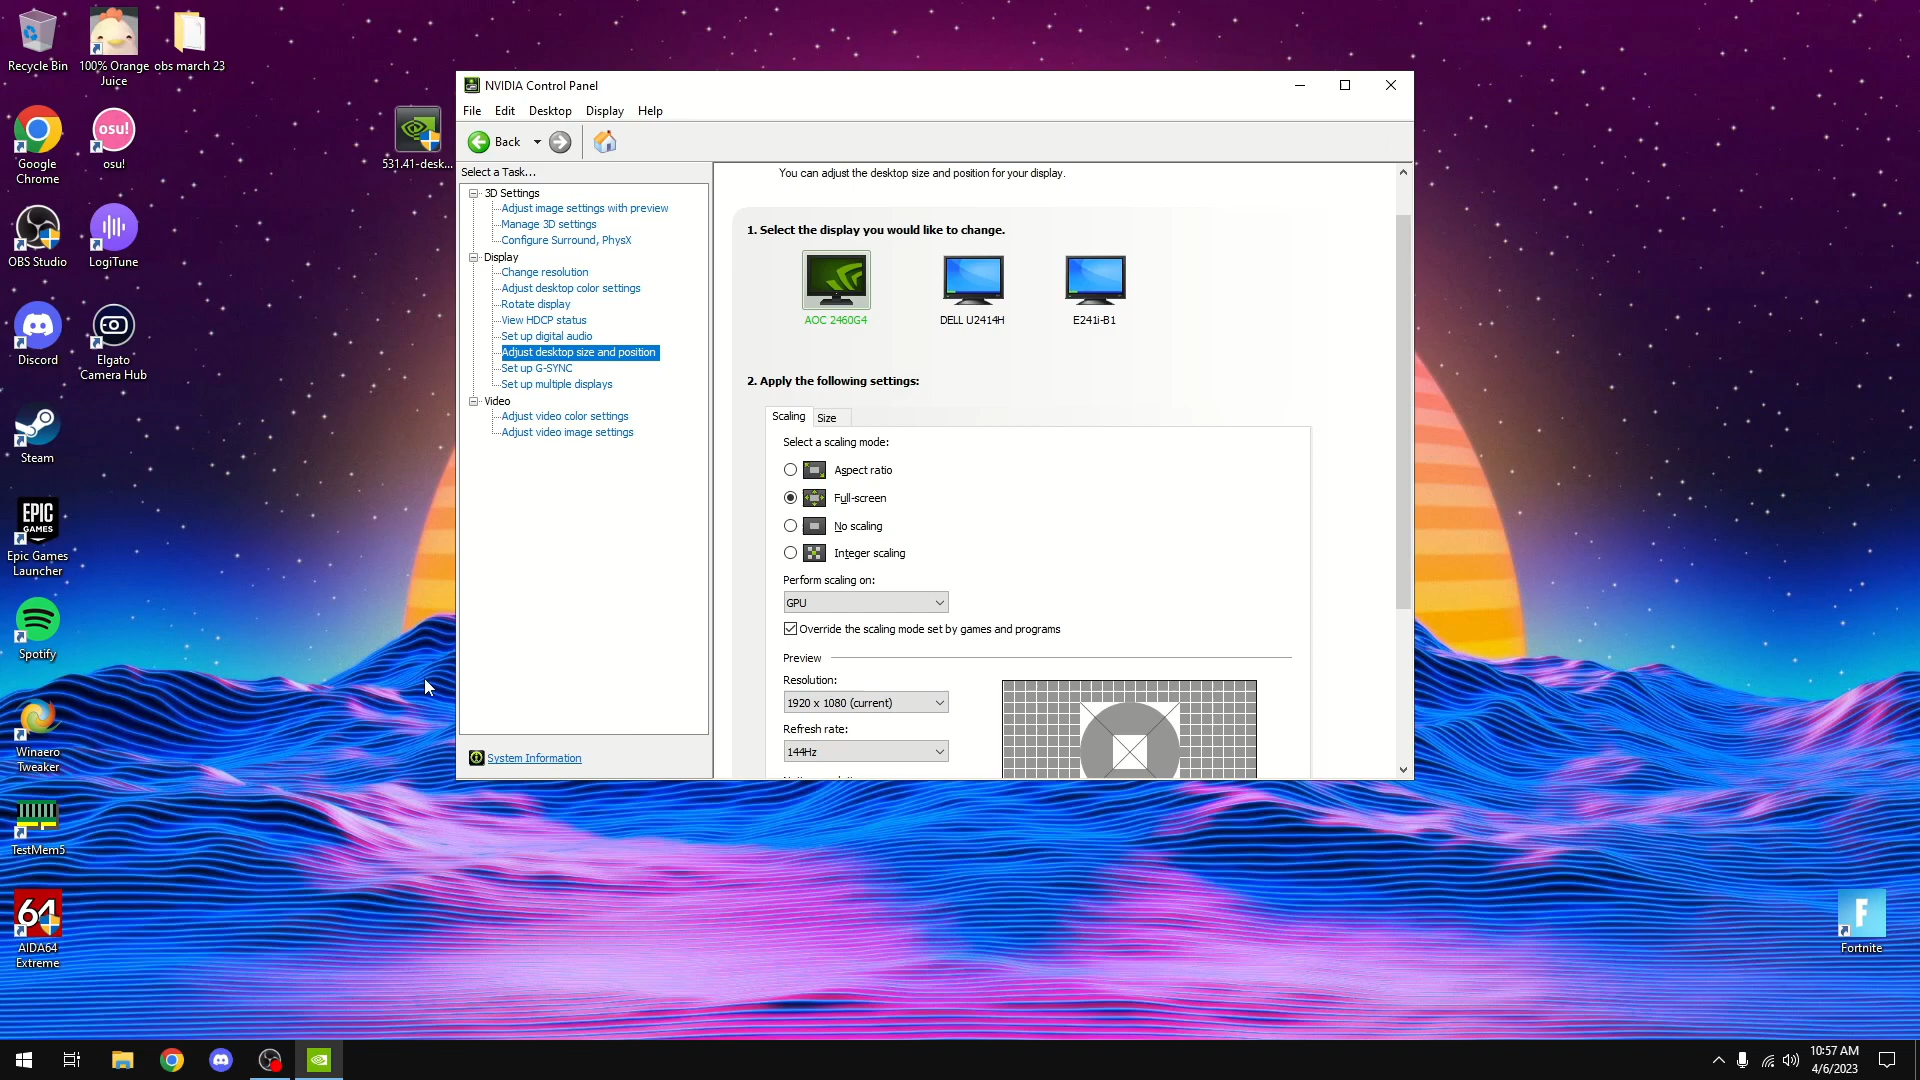 Recycle Bin
100% Orange
Juice
obs march 23
Google
Chrome
osu!
osu!
531.41-desk...
OBS Studio
LogiTune
Discord
Elgato
Camera Hub
Steam
EPIC
GAMES
Epic Games
Launcher
Spotify
Winaero
Tweaker
TestMem5
64
AIDA64
Extreme
F
Fortnite
NVIDIA Control Panel
File
Edit
Desktop
Display
Help
Back
Select a Task...
3D Settings
Adjust image settings with preview
Manage 3D settings
Configure Surround, PhysX
Display
Change resolution
Adjust desktop color settings
Rotate display
View HDCP status
Set up digital audio
Adjust desktop size and position
Set up G-SYNC
Set up multiple displays
Video
Adjust video color settings
Adjust video image settings
System Information
You can adjust the desktop size and position for your display.
1. Select the display you would like to change.
AOC 2460G4
DELL U2414H
E241i-B1
2. Apply the following settings:
Scaling
Size
Select a scaling mode:
Aspect ratio
Full-screen
No scaling
Integer scaling
Perform scaling on:
GPU
Override the scaling mode set by games and programs
Preview
Resolution:
1920 x 1080 (current)
Refresh rate:
144Hz
10:57 AM
4/6/2023